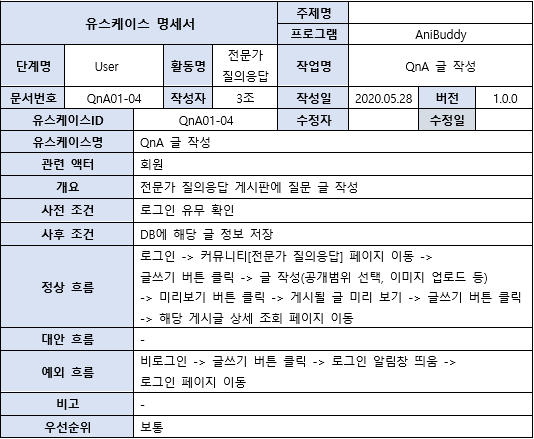 유스케이스 명세서
주제명
프로그램 AniBuddy
단계명 User 활동명 전문가 질의응답 작업명 QnA 글 작성
문서번호 QnA01-04 작성자 3조 작성일 2020.05.28 버전 1.0.0
유스케이스ID QnA01-04 수정자 수정일
유스케이스명 QnA 글 작성
관련 액터 회원
개요 전문가 질의응답 게시판에 질문 글 작성
사전 조건 로그인 유무 확인
사후 조건 DB에 해당 글 정보 저장
정상 흐름
로그인 -> 커뮤니티[전문가 질의응답] 페이지 이동 ->
글쓰기 버튼 클릭 -> 글 작성(공개범위 선택, 이미지 업로드 등)
-> 미리보기 버튼 클릭 -> 게시될 글 미리 보기 -> 글쓰기 버튼 클릭
-> 해당 게시글 상세 조회 페이지 이동
대안 흐름 -
예외 흐름
비로그인 -> 글쓰기 버튼 클릭 -> 로그인 알림창 띄움 ->
로그인 페이지 이동
비고 -
우선순위 보통